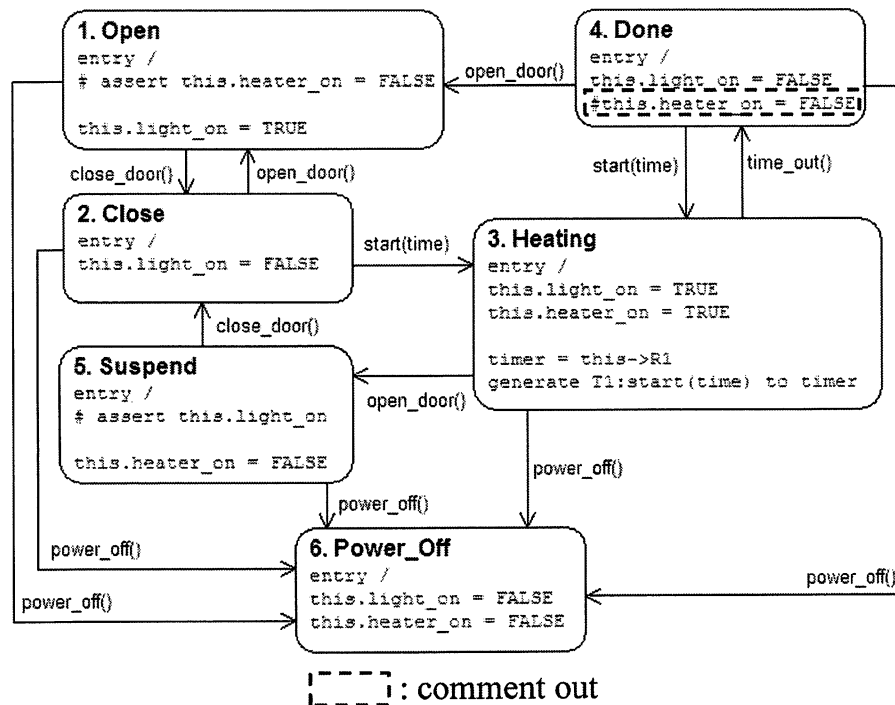 1. Open
entry /
# assert this.heater_on = FALSE
this.light_on = TRUE
4. Done
entry /
this.light_on = FALSE
#this.heater_on = FALSE
open_door()
close_door()
open_door()
start(time)
time_out()
2. Close
entry /
this.light_on = FALSE
start(time)
3. Heating
entry /
this.light_on = TRUE
this.heater_on = TRUE
timer = this->R1
generate T1:start(time) to timer
close_door()
5. Suspend
entry /
# assert this.light_on
this.heater_on = FALSE
open_door()
power_off()
power_off()
6. Power_Off
entry /
this.light_on = FALSE
this.heater_on = FALSE
power_off()
power_off()
power_off()
: comment out